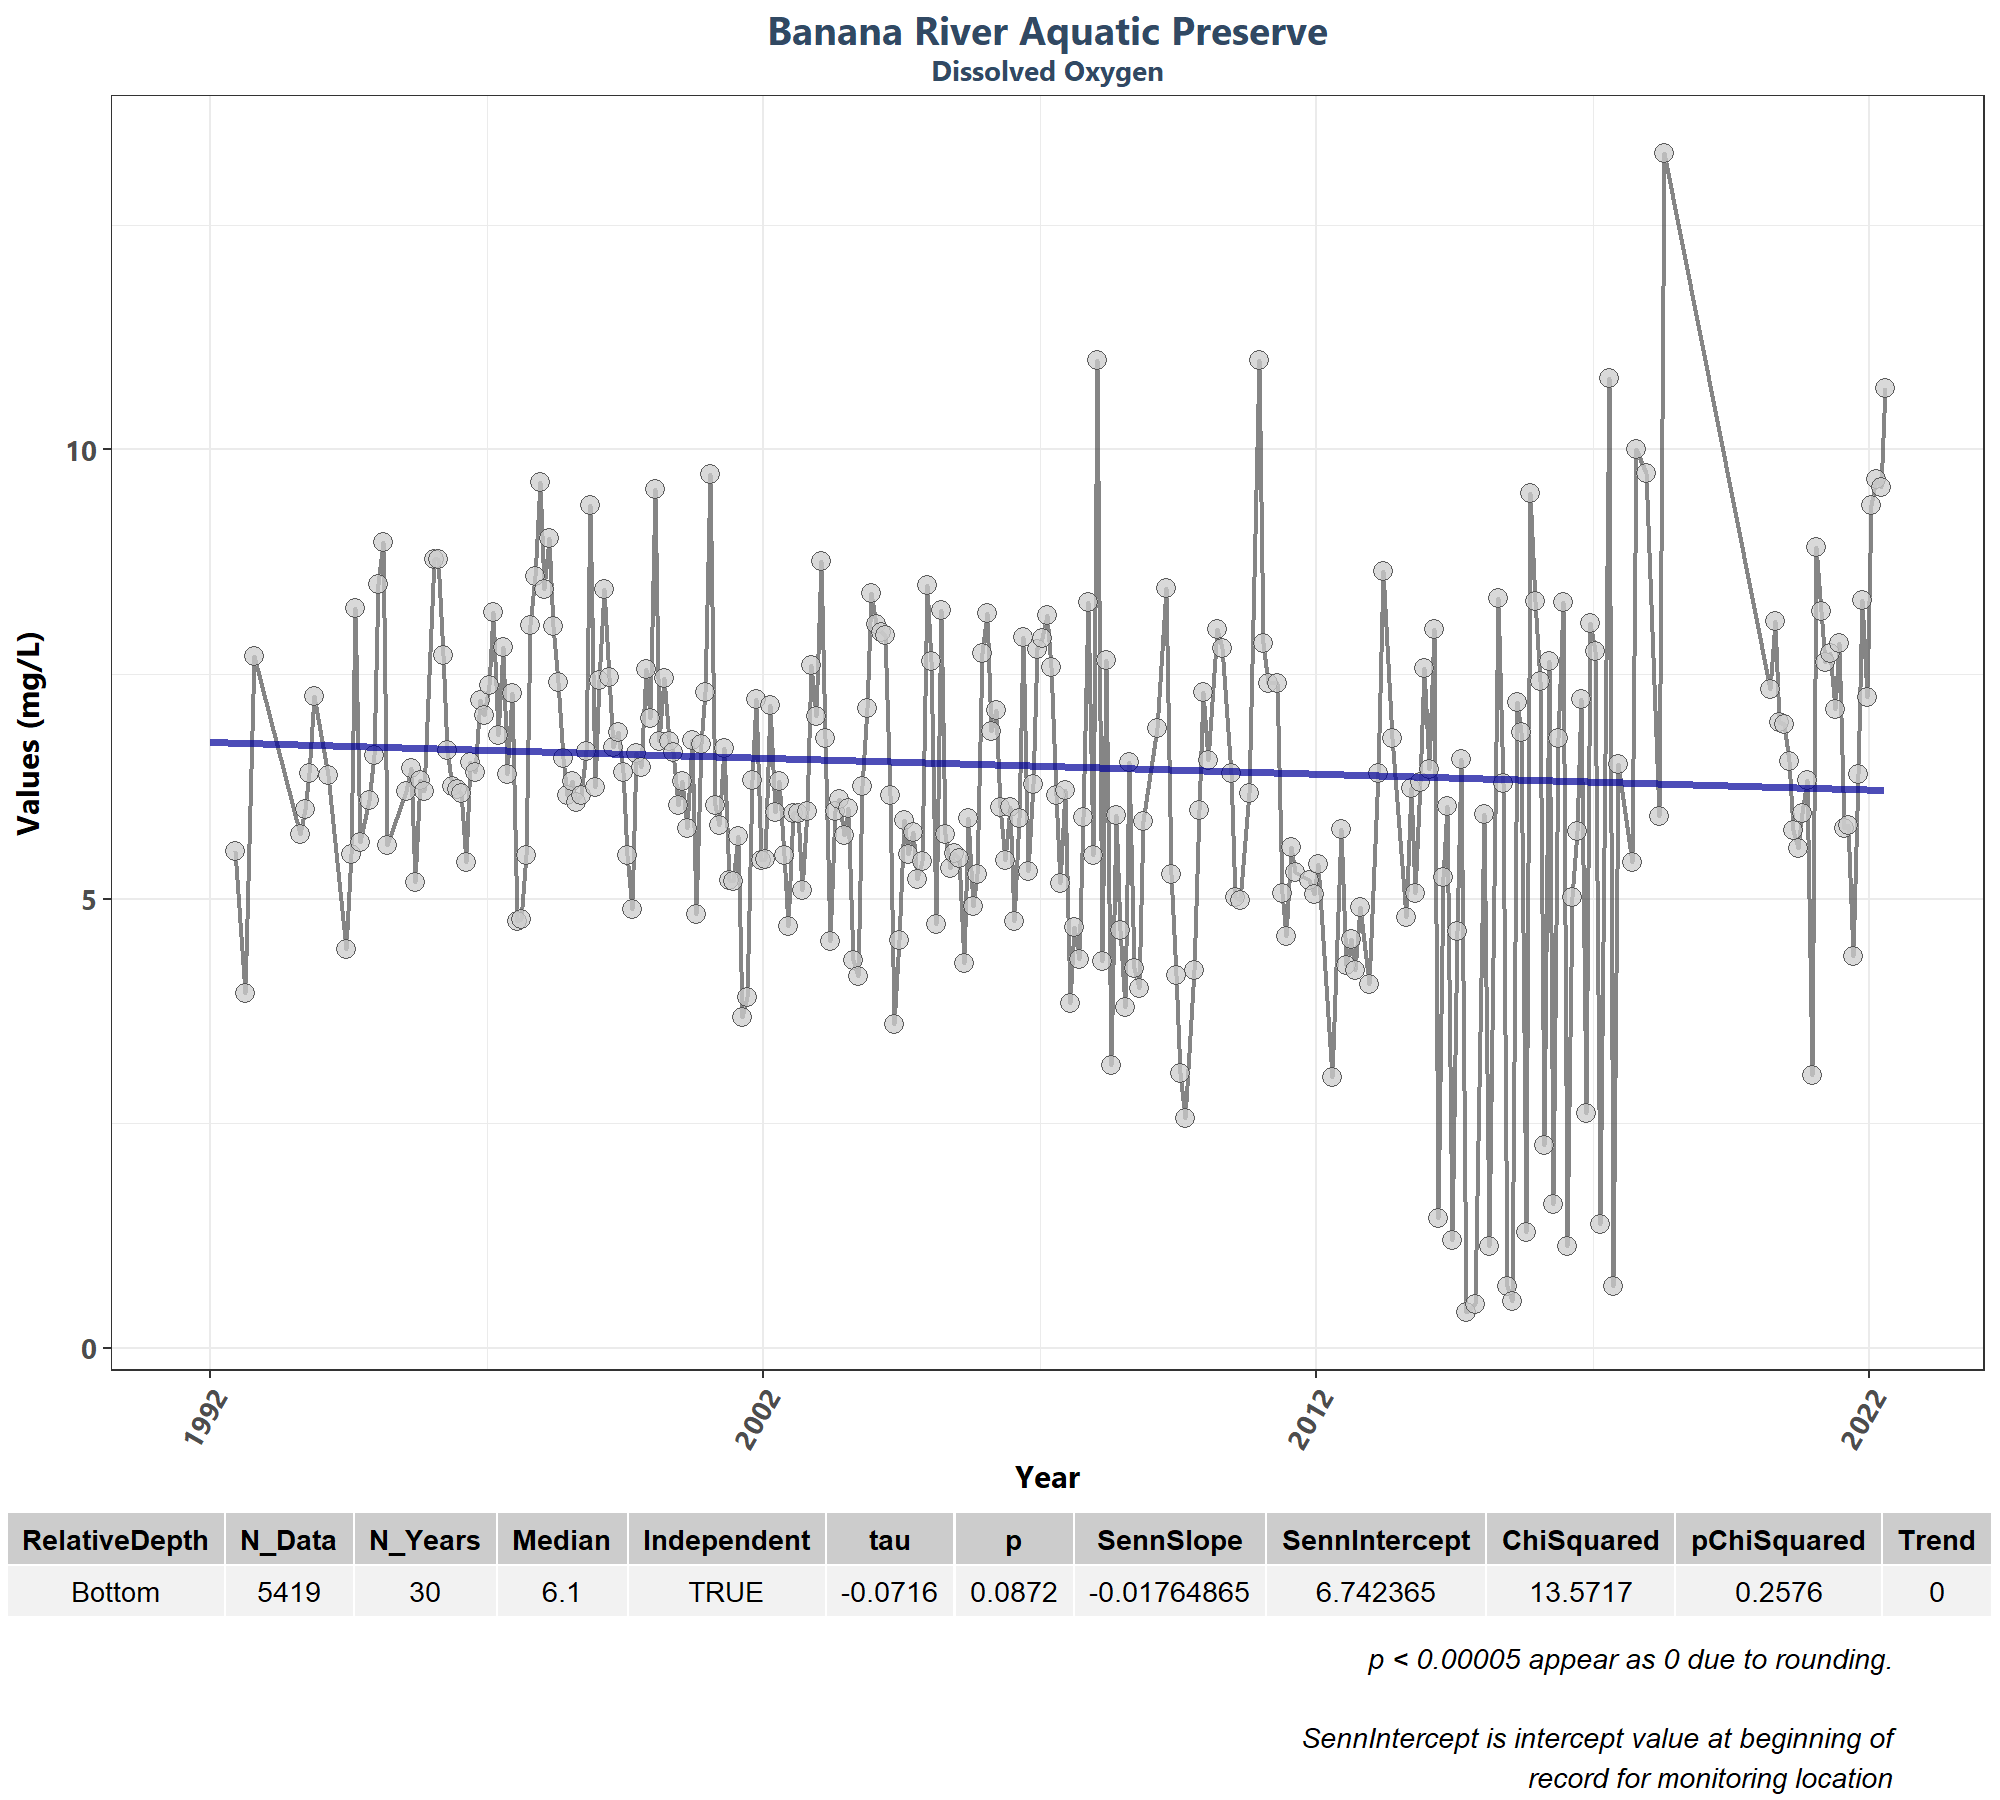 Banana River Aquatic Preserve
Dissolved Oxygen
Values (mg/L)
10
5
0
1992
2002
2012
2022
Year
RelativeDepth N_Data N_Years Median Independent tau p SennSlope SennIntercept ChiSquared pChiSquared Trend
Bottom 5419 30 6.1 TRUE -0.0716 0.0872 -0.01764865 6.742365 13.5717 0.2576 0
p < 0.00005 appear as 0 due to rounding.
SennIntercept is intercept value at beginning of
record for monitoring location